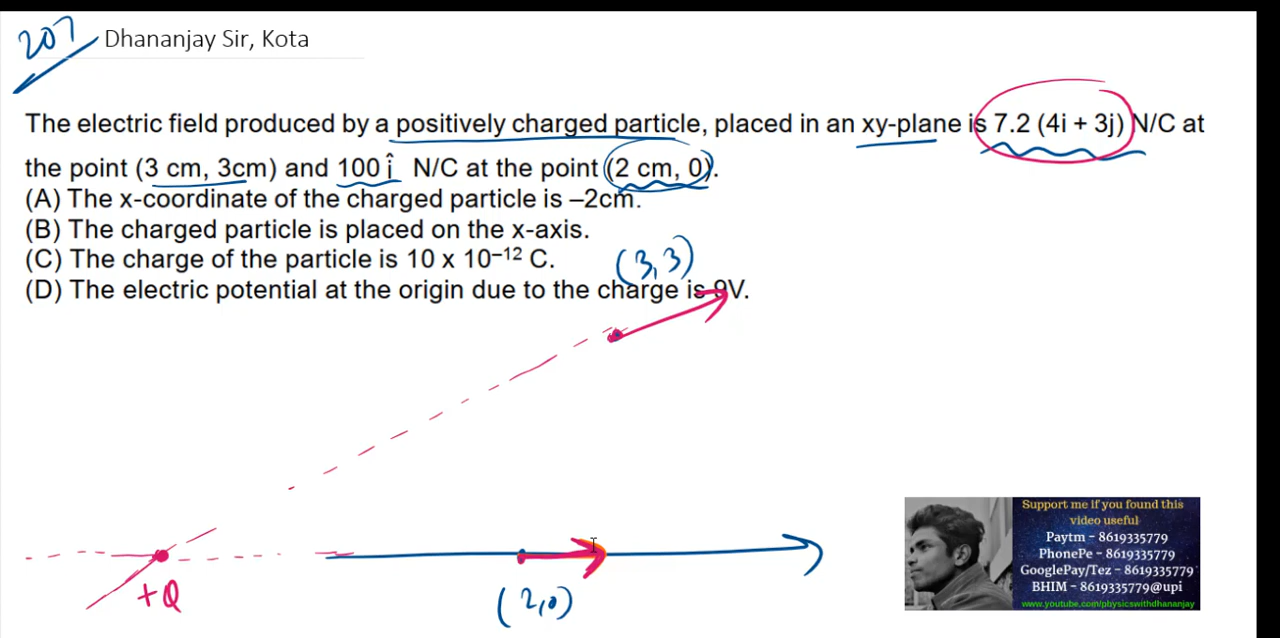 207 Dhananjay Sir, Kota
The electric field produced by a positively charged particle, placed in an xy-plane is 7.2 (4i + 3j) N/C at
the point (3 cm, 3cm) and 100 î N/C at the point (2 cm, 0).
(A) The x-coordinate of the charged particle is –2cm.
(B) The charged particle is placed on the x-axis.
(C) The charge of the particle is 10 x 10⁻¹² C.
(D) The electric potential at the origin due to the charge is 9V.
(3,3)
+Q
(2,0)
Support me if you found this
video useful
Paytm - 8619335779
PhonePe - 8619335779
GooglePay/Tez - 8619335779
BHIM - 8619335779@upi
www.youtube.com/physicswithdhananjay